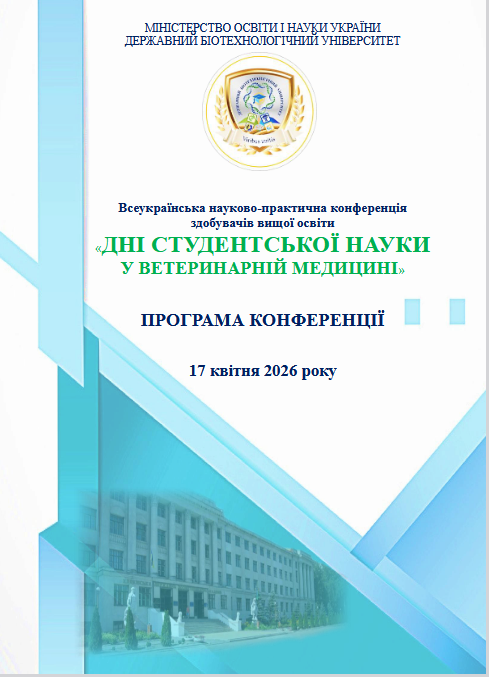 МІНІСТЕРСТВО ОСВІТИ І НАУКИ УКРАЇНИ
ДЕРЖАВНИЙ БІОТЕХНОЛОГІЧНИЙ УНІВЕРСИТЕТ
Всеукраїнська науково-практична конференція
здобувачів вищої освіти
«ДНІ СТУДЕНТСЬКОЇ НАУКИ
У ВЕТЕРИНАРНІЙ МЕДИЦИНІ»
ПРОГРАМА КОНФЕРЕНЦІЇ
17 квітня 2026 року